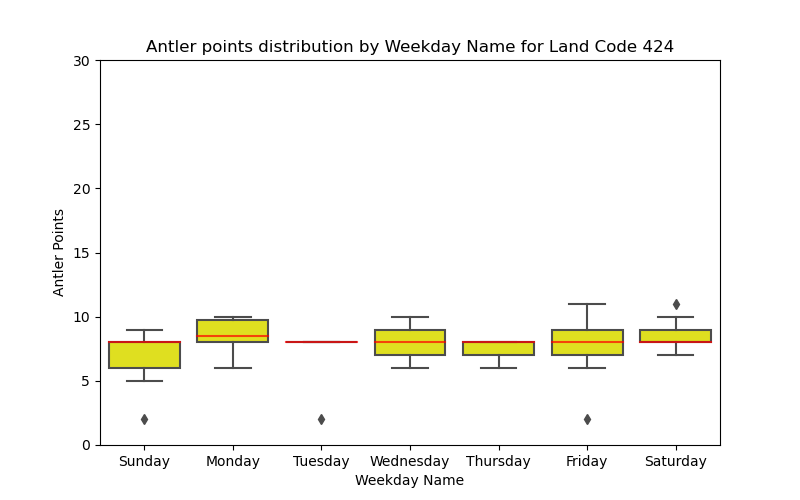 Antler points distribution by Weekday Name for Land Code 424
30
25
20
15
10
5
0
Antler Points
Sunday Monday Tuesday Wednesday Thursday Friday Saturday
Weekday Name